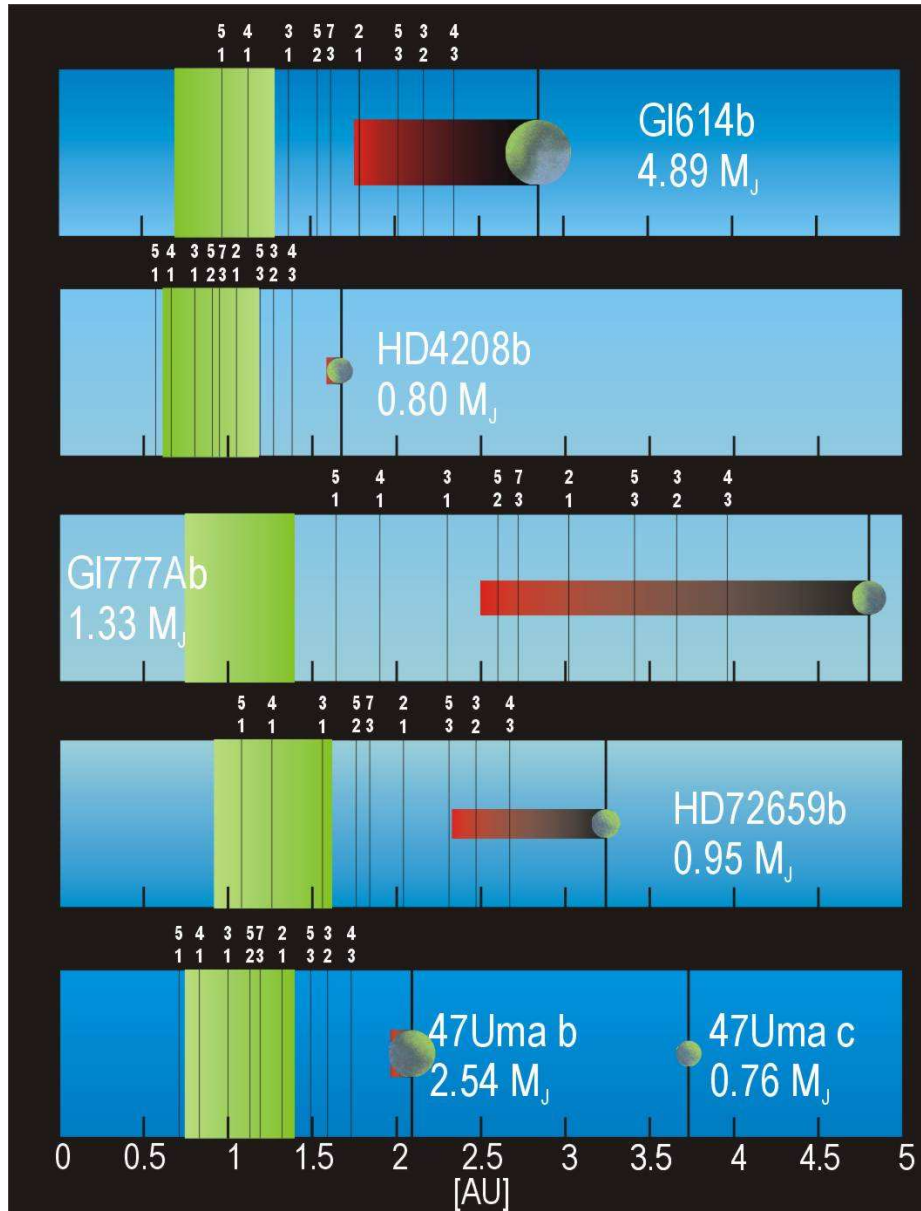 5 4 3 5 7 2 5 3 4
1 1 1 2 3 1 3 2 3
Gl614b
4.89 MJ
5 4 3 5 7 2 5 3 4
1 1 1 2 3 1 3 2 3
HD4208b
0.80 MJ
5 4 3 5 7 2 5 3 4
1 1 1 2 3 1 3 2 3
Gl777Ab
1.33 MJ
5 4 3 5 7 2 5 3 4
1 1 1 2 3 1 3 2 3
HD72659b
0.95 MJ
5 4 3 5 7 2 5 3 4
1 1 1 2 3 1 3 2 3
47Uma b 47Uma c
2.54 MJ 0.76 MJ
0 0.5 1 1.5 2 2.5 3 3.5 4 4.5 5
[AU]